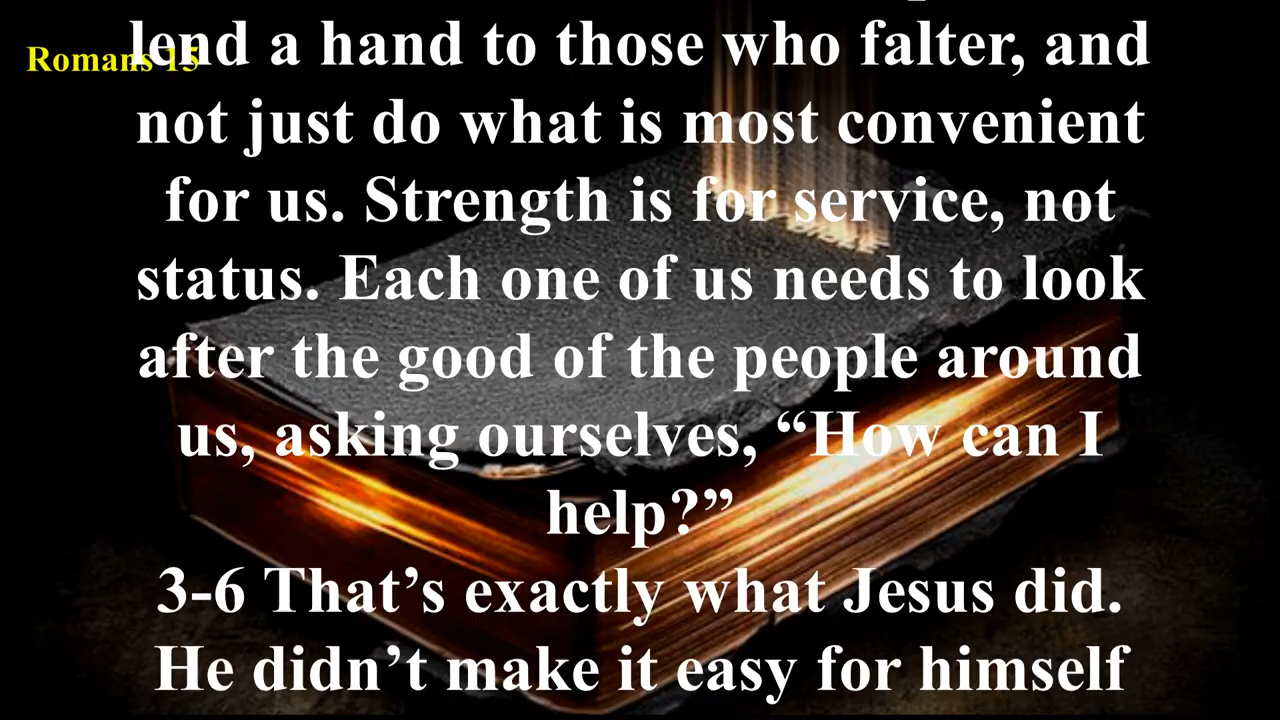 lend a hand to those who falter, and
Romans 15
not just do what is most convenient
for us. Strength is for service, not
status. Each one of us needs to look
after the good of the people around
us, asking ourselves, “How can I
help?”
3-6 That’s exactly what Jesus did.
He didn’t make it easy for himself